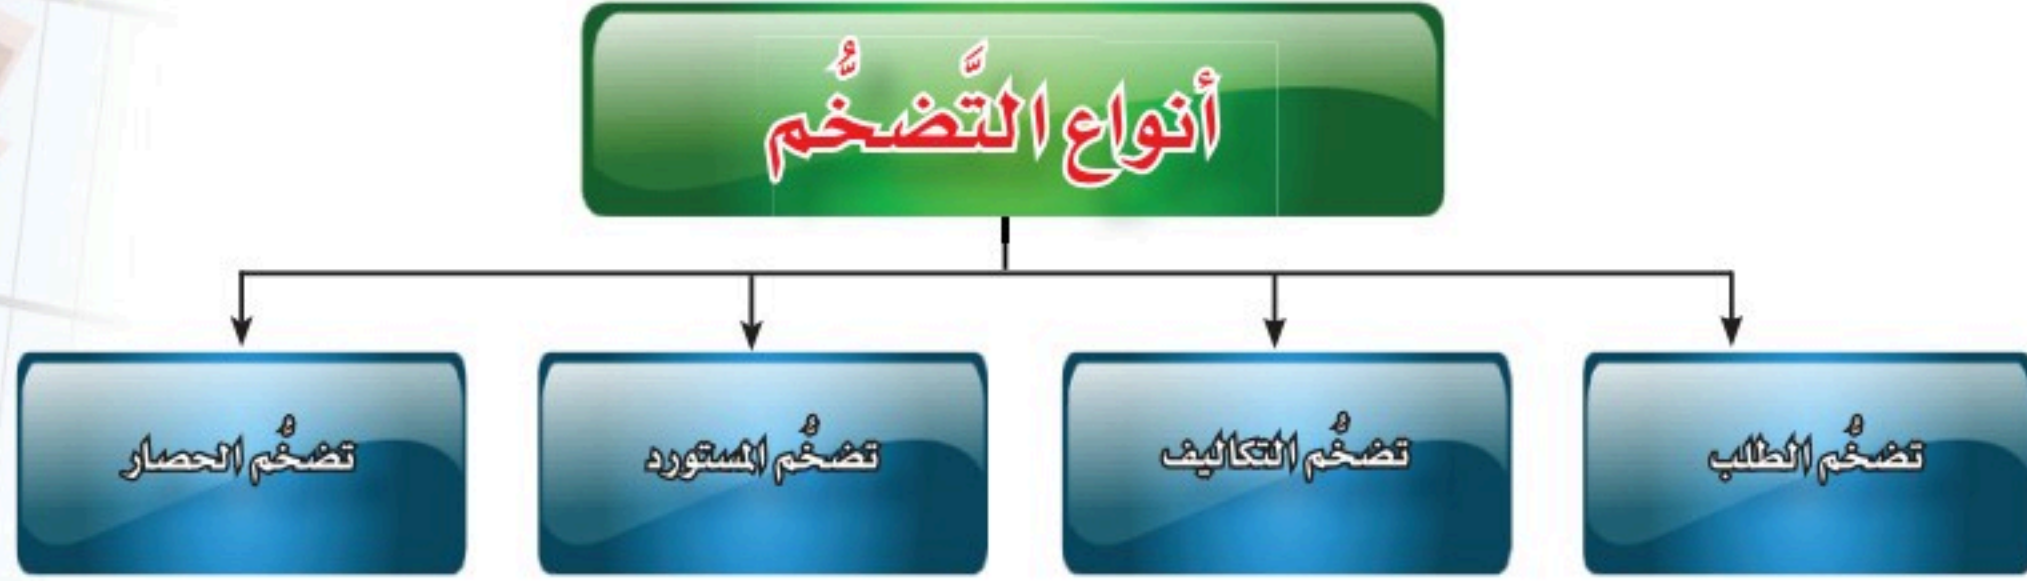 أنواع التَّضخُّم
تضخُّم الطلب
تضخُّم التكاليف
تضخُّم المستورد
تضخُّم الحصار